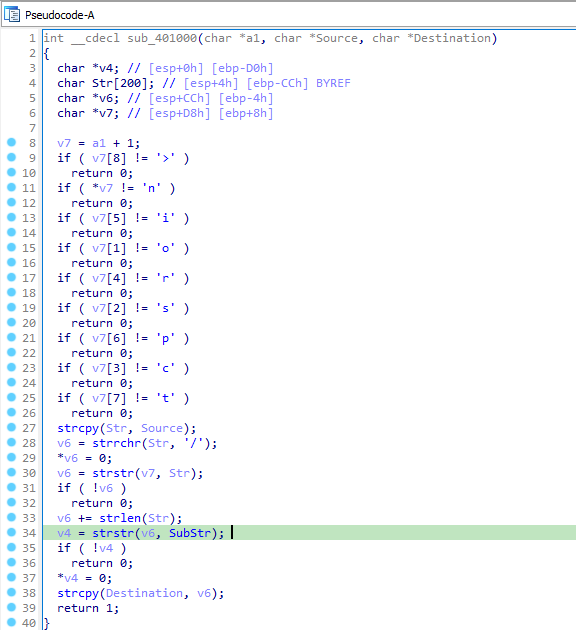 Pseudocode-A
1 int __cdecl sub_401000(char *a1, char *Source, char *Destination)
2 {
3   char *v4; // [esp+0h] [ebp-D0h]
4   char Str[200]; // [esp+4h] [ebp-CCh] BYREF
5   char *v6; // [esp+CCh] [ebp-4h]
6   char *v7; // [esp+D8h] [ebp+8h]
7
8   v7 = a1 + 1;
9   if ( v7[8] != '>' )
10     return 0;
11   if ( *v7 != 'n' )
12     return 0;
13   if ( v7[5] != 'i' )
14     return 0;
15   if ( v7[1] != 'o' )
16     return 0;
17   if ( v7[4] != 'r' )
18     return 0;
19   if ( v7[2] != 's' )
20     return 0;
21   if ( v7[6] != 'p' )
22     return 0;
23   if ( v7[3] != 'c' )
24     return 0;
25   if ( v7[7] != 't' )
26     return 0;
27   strcpy(Str, Source);
28   v6 = strrchr(Str, '/');
29   *v6 = 0;
30   v6 = strstr(v7, Str);
31   if ( !v6 )
32     return 0;
33   v6 += strlen(Str);
34   v4 = strstr(v6, SubStr);
35   if ( !v4 )
36     return 0;
37   *v4 = 0;
38   strcpy(Destination, v6);
39   return 1;
40 }